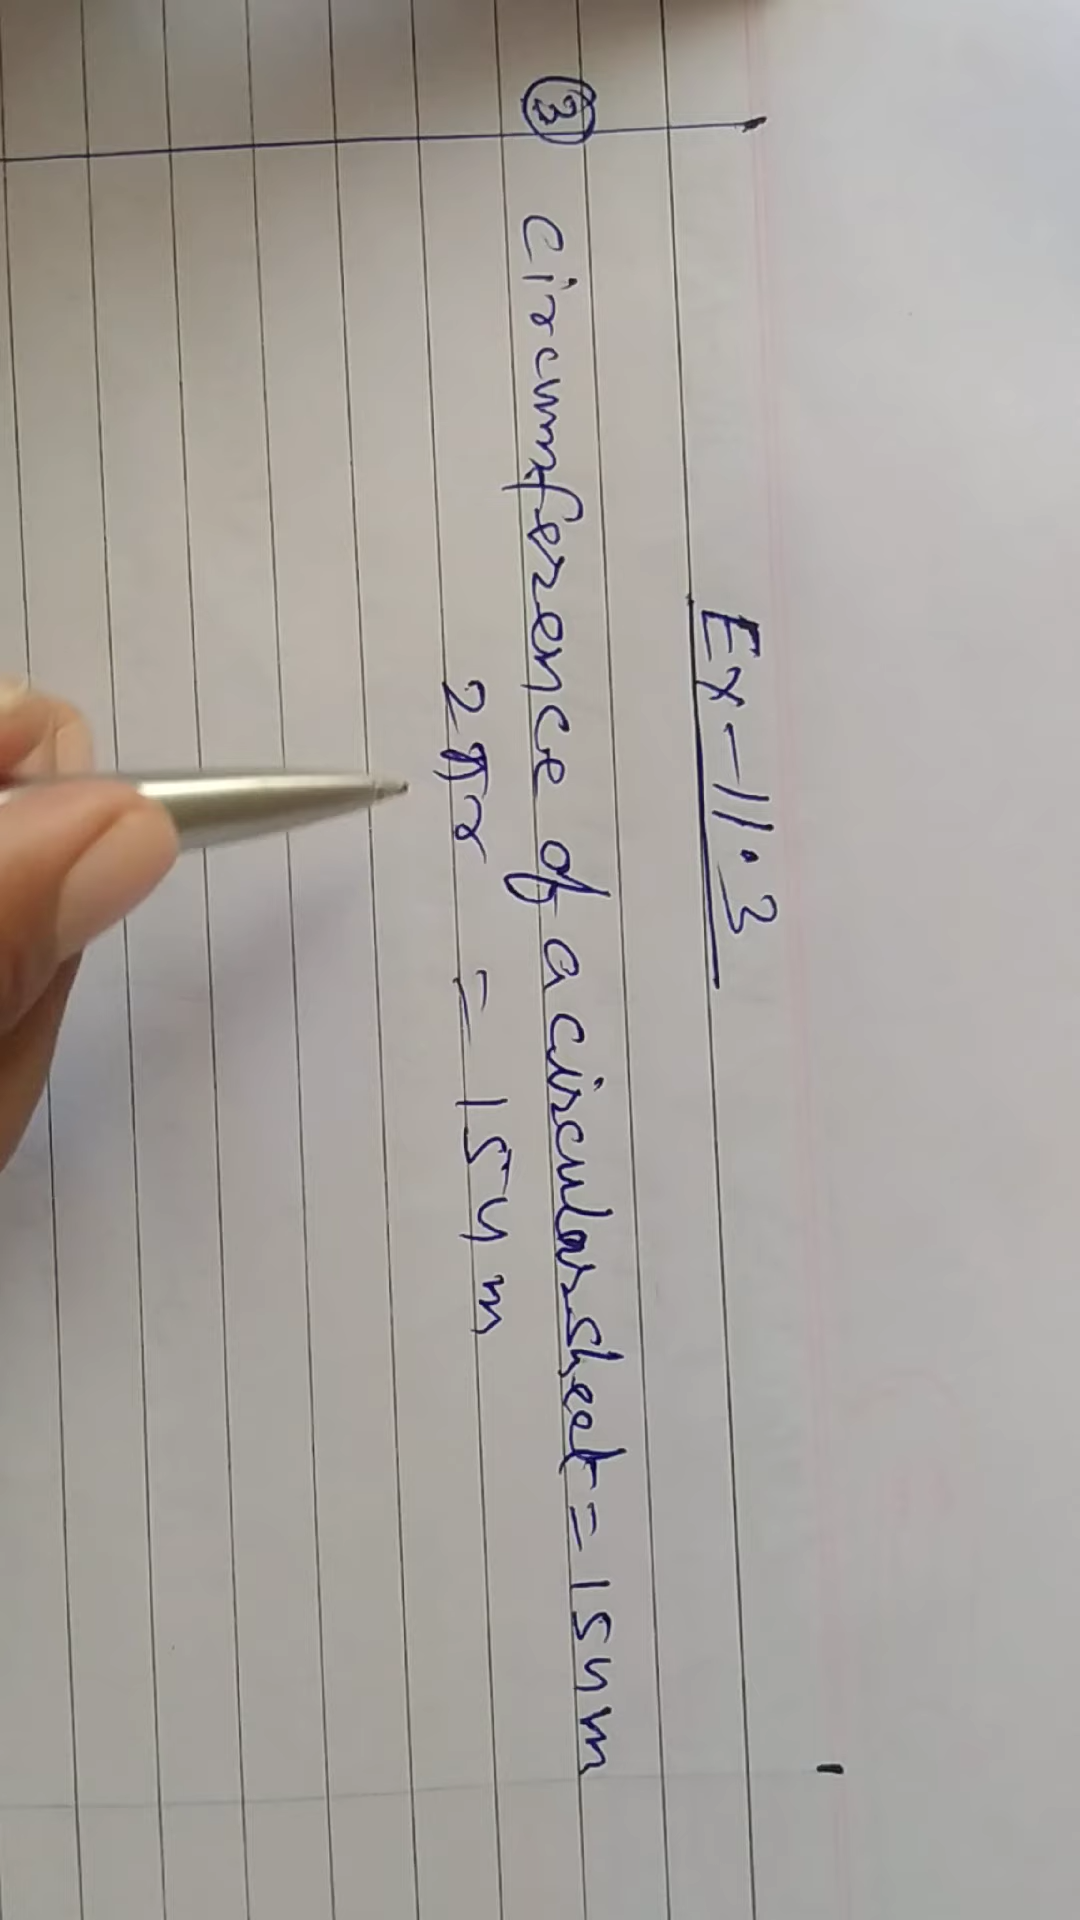 Ex-11.3
3 Circumference of a circular sheet = 154 m
2πr = 154 m